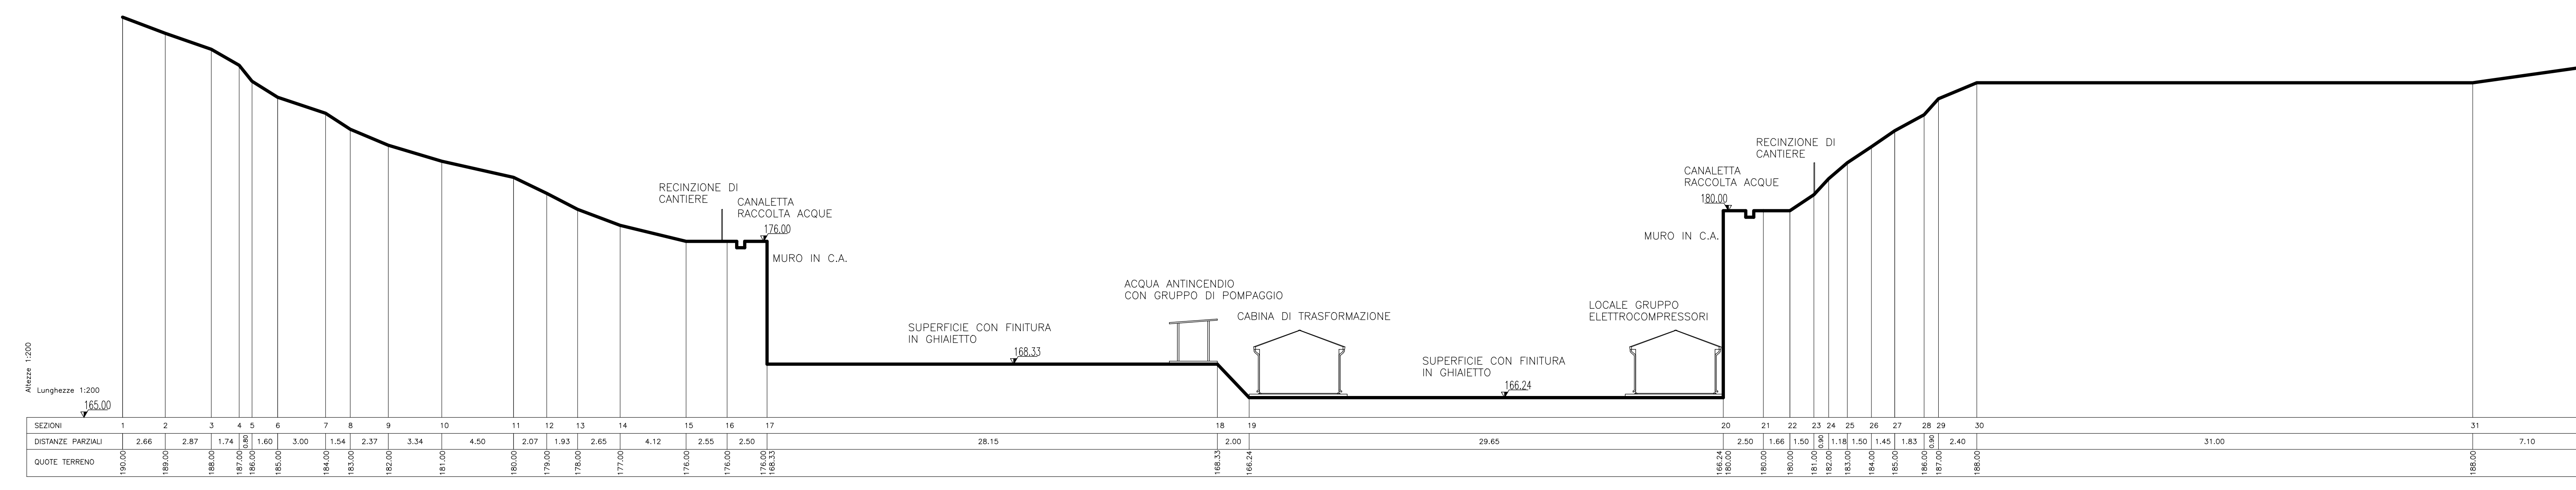 RECINZIONE DI
CANTIERE
CANALETTA
RACCOLTA ACQUE
176.00
MURO IN C.A.
SUPERFICIE CON FINITURA
IN GHIAIETTO
168.33
ACQUA ANTINCENDIO
CON GRUPPO DI POMPAGGIO
CABINA DI TRASFORMAZIONE
SUPERFICIE CON FINITURA
IN GHIAIETTO
166.24
LOCALE GRUPPO
ELETTROCOMPRESSORI
MURO IN C.A.
CANALETTA
RACCOLTA ACQUE
180.00
RECINZIONE DI
CANTIERE
Altezze 1:200
Lunghezze 1:200
165.00
SEZIONI 1 2 3 4 5 6 7 8 9 10 11 12 13 14 15 16 17 18 19 20 21 22 23 24 25 26 27 28 29 30 31
DISTANZE PARZIALI 2.66 2.87 1.74 0.80 1.60 3.00 1.54 2.37 3.34 4.50 2.07 1.93 2.65 4.12 2.55 2.50 28.15 2.00 29.65 2.50 1.66 1.50 0.90 1.18 1.50 1.45 1.83 0.90 2.40 31.00 7.10
QUOTE TERRENO 190.00 189.00 188.00 187.00 186.00 185.00 184.00 183.00 182.00 181.00 180.00 179.00 178.00 177.00 176.00 176.00 176.00 168.33 168.33 166.24 166.24 180.00 180.00 180.00 181.00 182.00 183.00 184.00 185.00 186.00 187.00 188.00 188.00